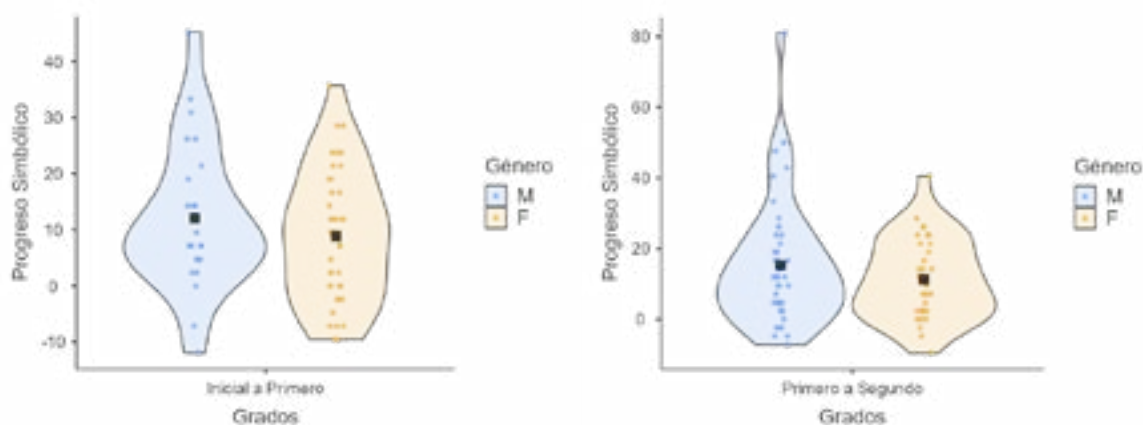 Progreso Simbólico
40
30
20
10
0
-10
Inicial a Primero
Grados
Género
M
F
Progreso Simbólico
80
60
40
20
0
Primero a Segundo
Grados
Género
M
F